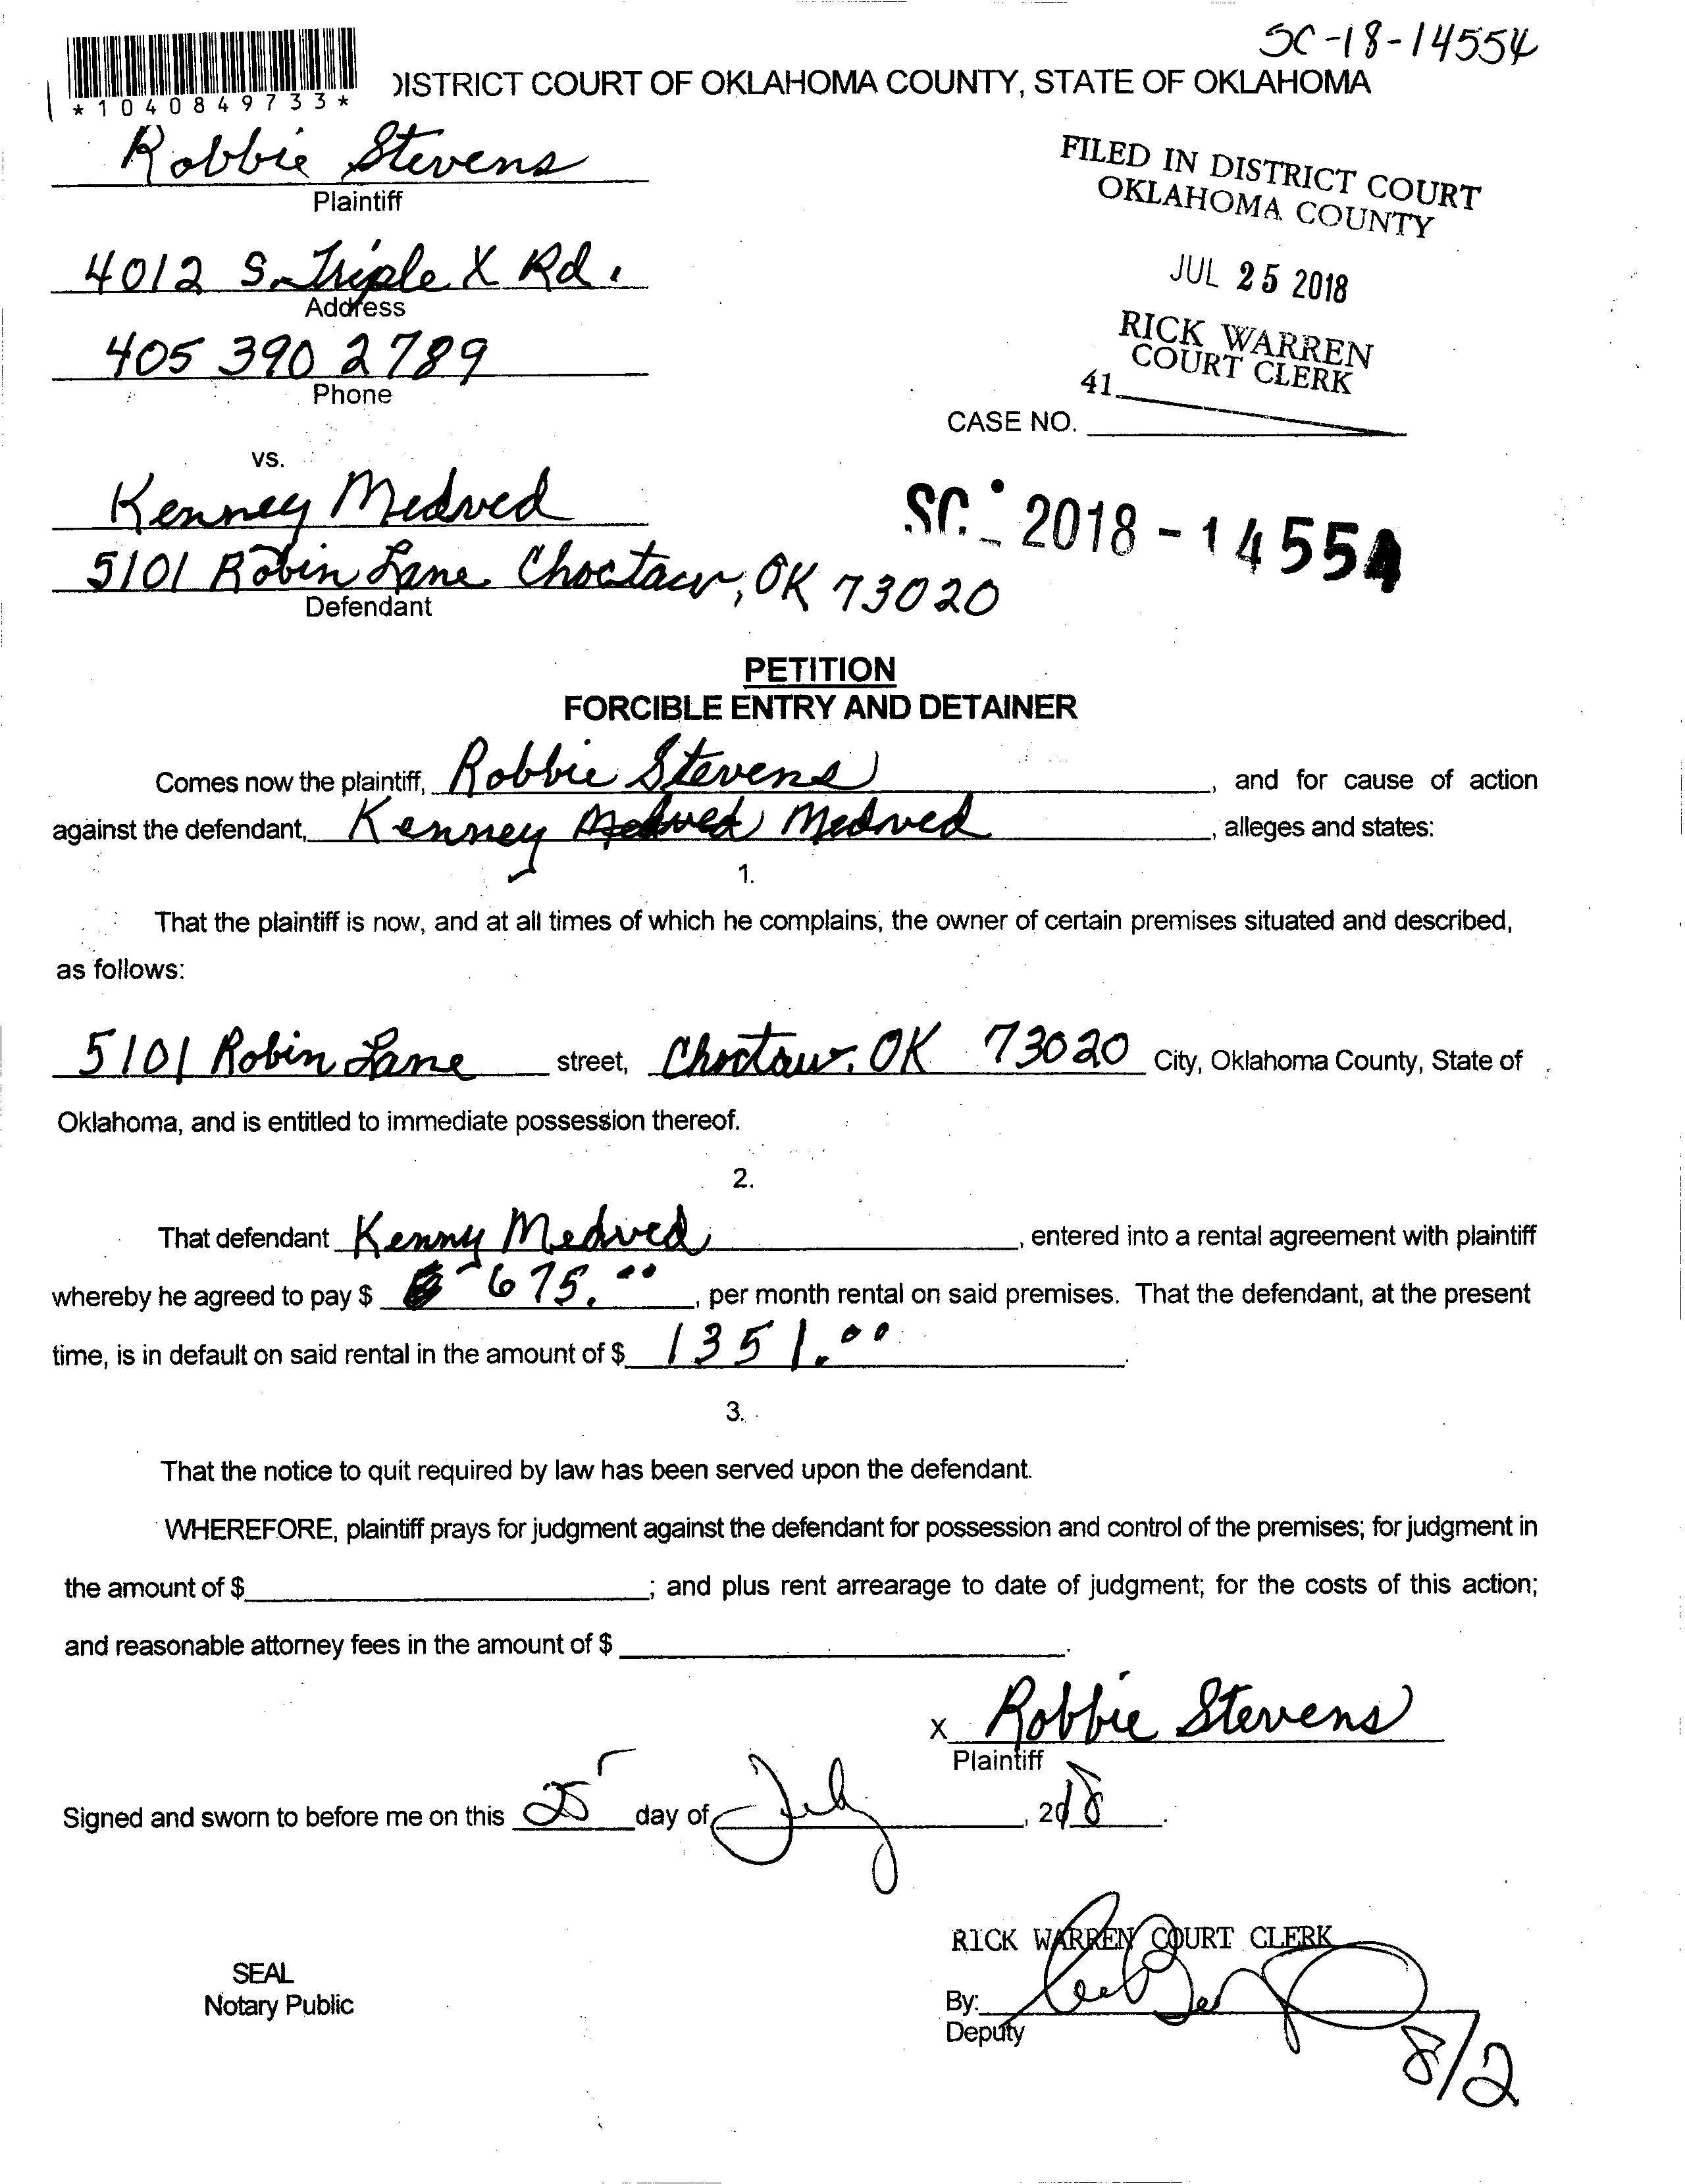 SC-18-14554
*1040849733*
DISTRICT COURT OF OKLAHOMA COUNTY, STATE OF OKLAHOMA
Robbie Stevens
Plaintiff
FILED IN DISTRICT COURT
OKLAHOMA COUNTY
4012 S. Triple X Rd.
Address
JUL 25 2018
405 390 2789
Phone
RICK WARREN
COURT CLERK
41
CASE NO.
vs.
Kenney Medved
SC - 2018 - 14554
5101 Robin Lane Choctaw, OK 73020
Defendant
PETITION
FORCIBLE ENTRY AND DETAINER
Comes now the plaintiff, Robbie Stevens, and for cause of action
against the defendant, Kenney Medved Medved, alleges and states:
1.
That the plaintiff is now, and at all times of which he complains, the owner of certain premises situated and described,
as follows:
5101 Robin Lane street, Choctaw, OK 73020 City, Oklahoma County, State of
Oklahoma, and is entitled to immediate possession thereof.
2.
That defendant Kenny Medved, entered into a rental agreement with plaintiff
whereby he agreed to pay $ 675.00, per month rental on said premises. That the defendant, at the present
time, is in default on said rental in the amount of $ 1351.00.
3.
That the notice to quit required by law has been served upon the defendant.
WHEREFORE, plaintiff prays for judgment against the defendant for possession and control of the premises; for judgment in
the amount of $; and plus rent arrearage to date of judgment; for the costs of this action;
and reasonable attorney fees in the amount of $.
X Robbie Stevens
Plaintiff
Signed and sworn to before me on this 25 day of July, 2018.
RICK WARREN COURT CLERK
SEAL
Notary Public
By:
Deputy
8/2